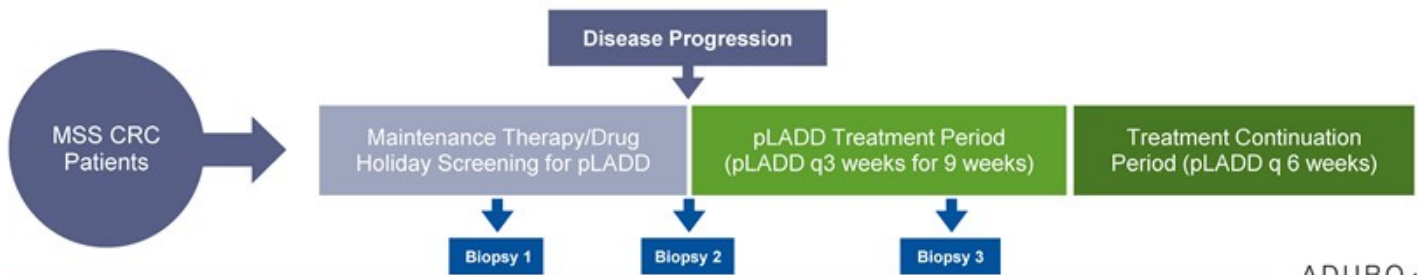 Disease Progression
MSS CRC
Patients
Maintenance Therapy/Drug
Holiday Screening for pLADD
pLADD Treatment Period
(pLADD q3 weeks for 9 weeks)
Treatment Continuation
Period (pLADD q 6 weeks)
Biopsy 1
Biopsy 2
Biopsy 3